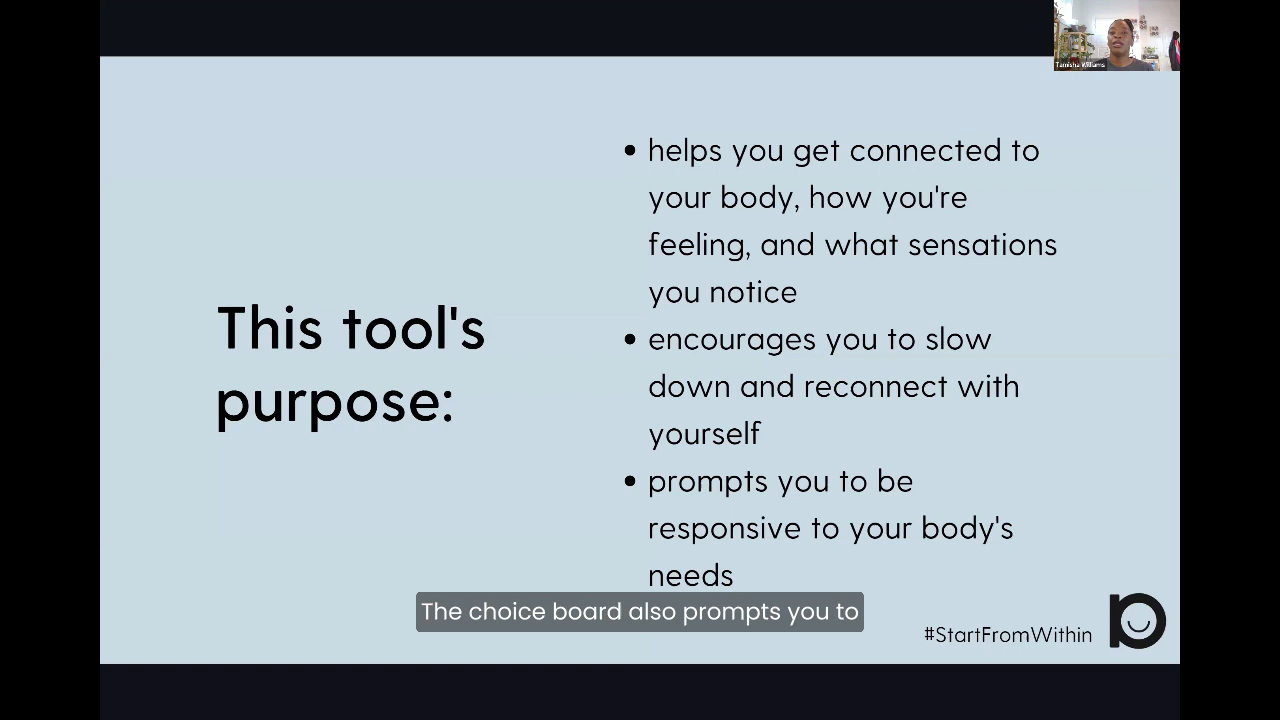 Tamisha Williams
This tool's
purpose:
• helps you get connected to
your body, how you're
feeling, and what sensations
you notice
• encourages you to slow
down and reconnect with
yourself
• prompts you to be
responsive to your body's
needs
The choice board also prompts you to
#StartFromWithin